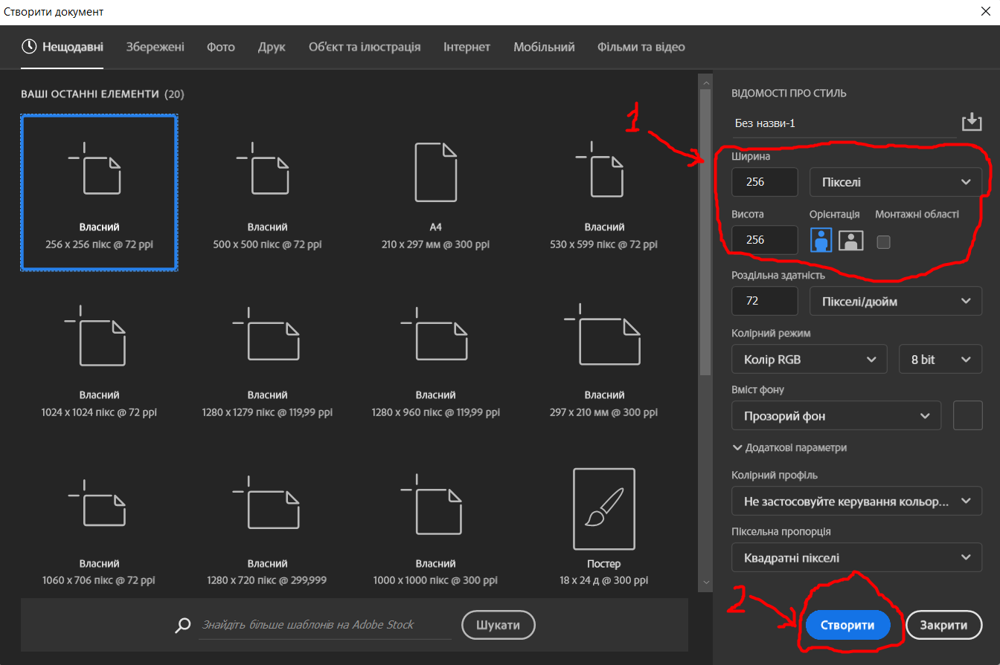 Створити документ
Нещодавні Збережені Фото Друк Об'єкт та ілюстрація Інтернет Мобільний Фільми та відео
ВАШІ ОСТАННІ ЕЛЕМЕНТИ (20)
Власний
256 x 256 пікс @ 72 ppi
Власний
500 x 500 пікс @ 72 ppi
A4
210 x 297 мм @ 300 ppi
Власний
530 x 599 пікс @ 72 ppi
Власний
1024 x 1024 пікс @ 72 ppi
Власний
1280 x 1279 пікс @ 119,99 ppi
Власний
1280 x 960 пікс @ 119,99 ppi
Власний
297 x 210 мм @ 300 ppi
Власний
1060 x 706 пікс @ 72 ppi
Власний
1280 x 720 пікс @ 299,999
Власний
1000 x 1000 пікс @ 300 ppi
Постер
18 x 24 д @ 300 ppi
Знайдіть більше шаблонів на Adobe Stock
Шукати
ВІДОМОСТІ ПРО СТИЛЬ
Без назви-1
1
Ширина
256 Пікселі
Висота Орієнтація Монтажні області
256
Роздільна здатність
72 Пікселі/дюйм
Колірний режим
Колір RGB 8 bit
Вміст фону
Прозорий фон
Додаткові параметри
Колірний профіль
Не застосовуйте керування кольор...
Піксельна пропорція
Квадратні пікселі
2
Створити Закрити